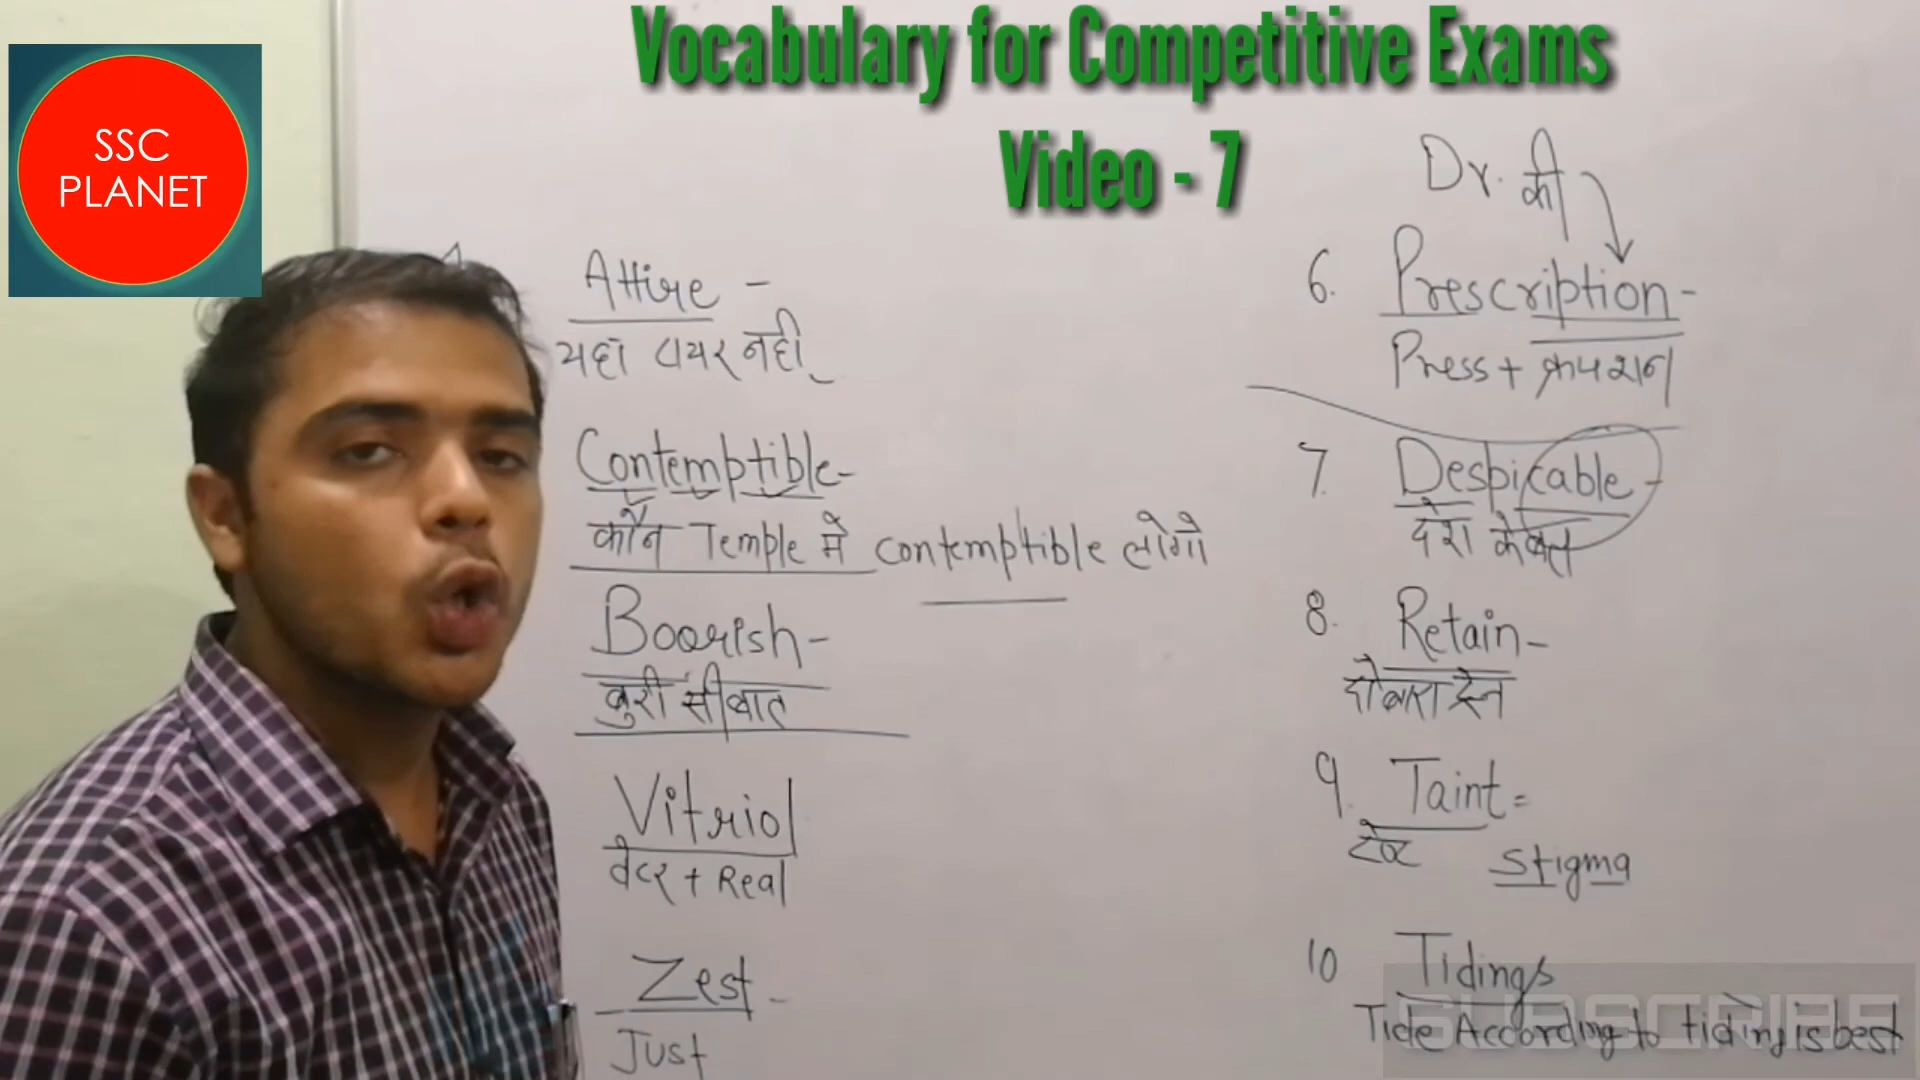 Vocabulary for Competitive Exams
Video - 7
SSC
PLANET
Attire -
यहां टायर नहीं
Contemptible -
कौन Temple मे contemptible लोगो
Boorish -
बुरी सी बात
Vitriol
वेटर + Real
Zest -
Just
Dr. की
6. Prescription -
Press +
7. Despicable -
देश केबल
8. Retain -
दोबारा
9. Taint =
Stigma
10 Tidings
Tide According to tiding is best
SUBSCRIBE